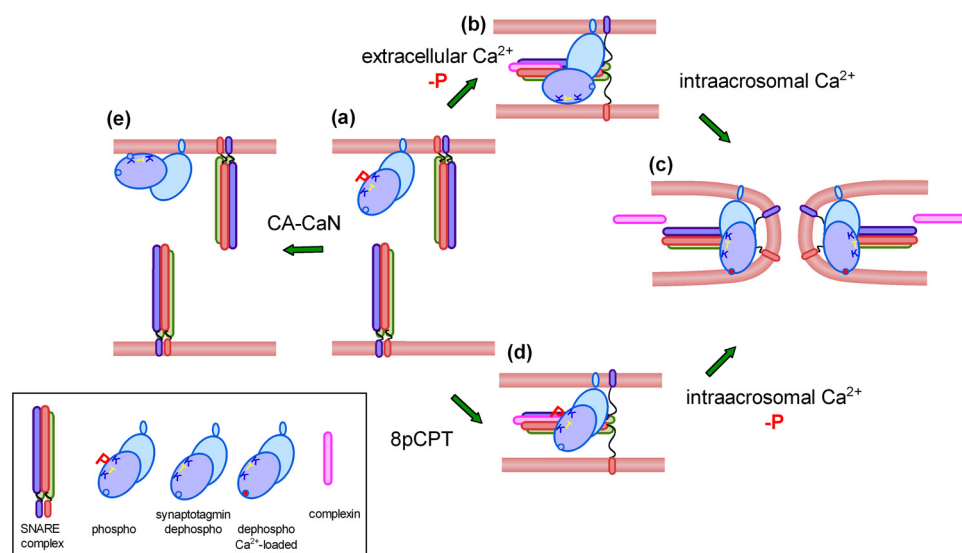 (b)
extracellular Ca²⁺
-P
intraacrosomal Ca²⁺
(e)
(a)
P
K T K
K T K
K T K
(c)
CA-CaN
K T K
K T K
(d)
P
K T K
8pCPT
intraacrosomal Ca²⁺
-P
P
K T K
K T K
K T K
SNARE
complex
phospho
synaptotagmin
dephospho
dephospho
Ca²⁺-loaded
complexin